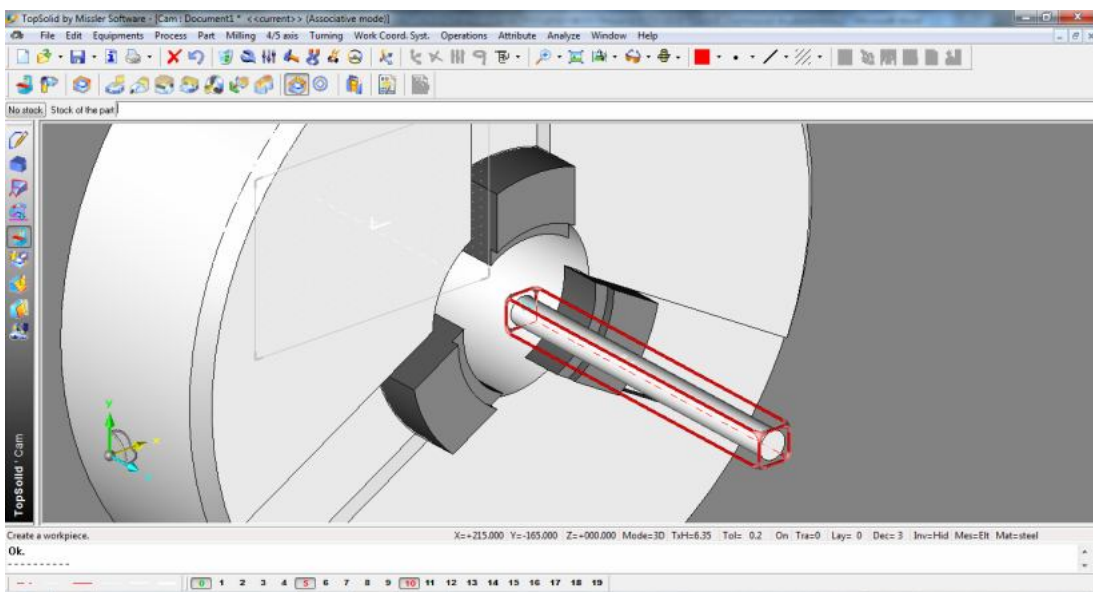 TopSolid by Missler Software - [Cam : Document1 * <<current>> (Associative mode)]
File Edit Equipments Process Part Milling 4/5 axis Turning Work Coord. Syst. Operations Attribute Analyze Window Help
No stock Stock of the part
y
x
z
TopSolid'Cam
Create a workpiece. X=+215.000 Y=-165.000 Z=+000.000 Mode=3D TxH=6.35 Tol= 0.2 On Tra=0 Lay= 0 Dec= 3 Inv=Hid Mes=Elt Mat=steel
Ok.
----------
0 1 2 3 4 5 6 7 8 9 10 11 12 13 14 15 16 17 18 19